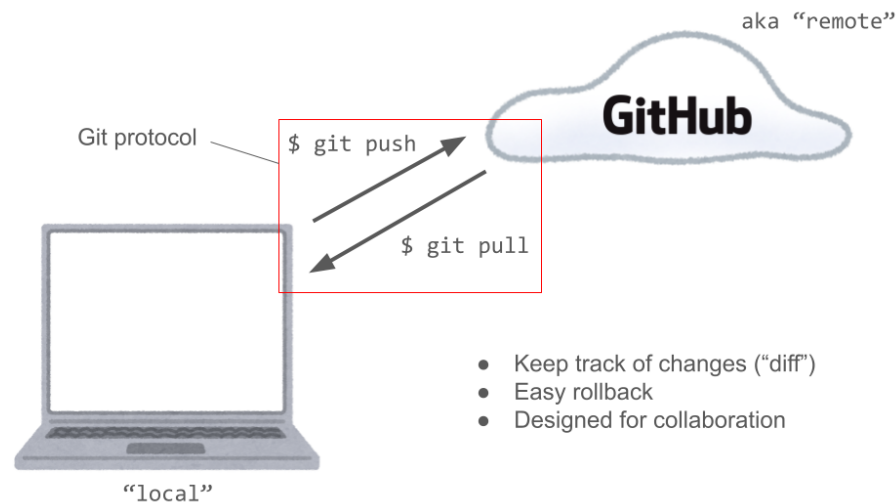 aka “remote”
GitHub
Git protocol
$ git push
$ git pull
● Keep track of changes (“diff”)
● Easy rollback
● Designed for collaboration
“local”